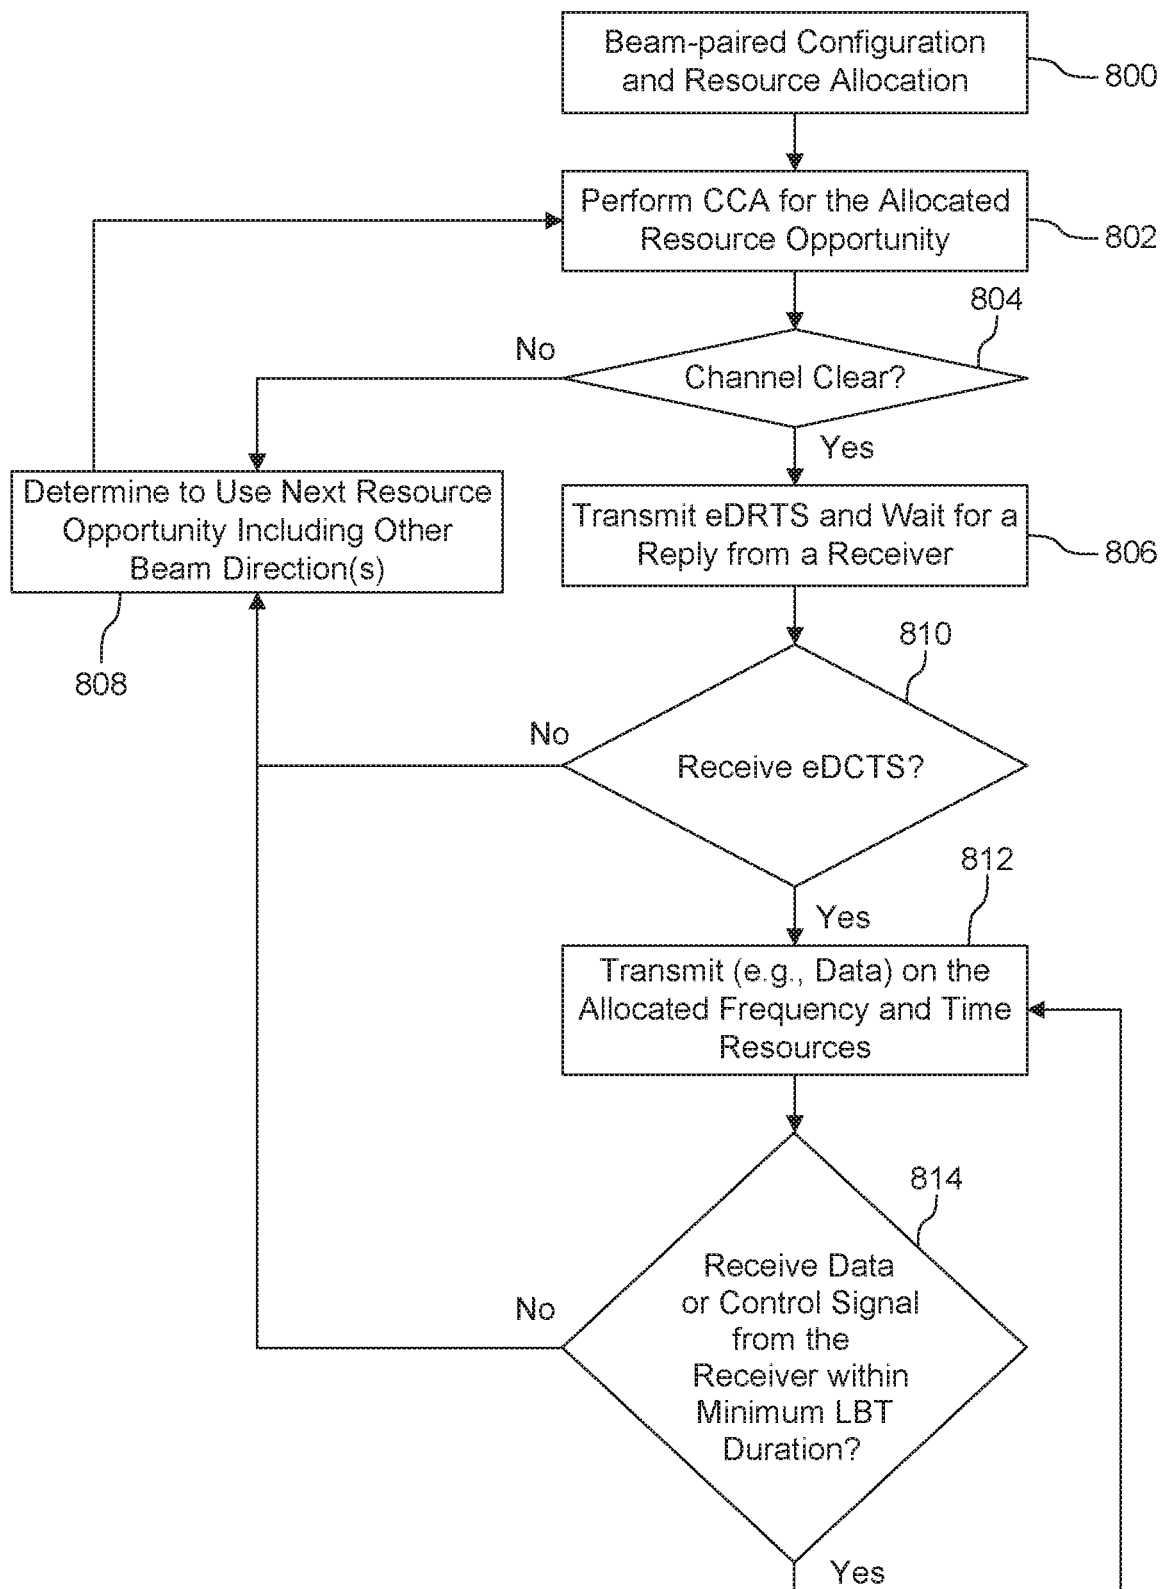 Beam-paired Configuration
and Resource Allocation
800
Perform CCA for the Allocated
Resource Opportunity
802
804
No
Channel Clear?
Yes
Determine to Use Next Resource
Opportunity Including Other
Beam Direction(s)
808
Transmit eDRTS and Wait for a
Reply from a Receiver
806
810
No
Receive eDCTS?
812
Yes
Transmit (e.g., Data) on the
Allocated Frequency and Time
Resources
814
No
Receive Data
or Control Signal
from the
Receiver within
Minimum LBT
Duration?
Yes